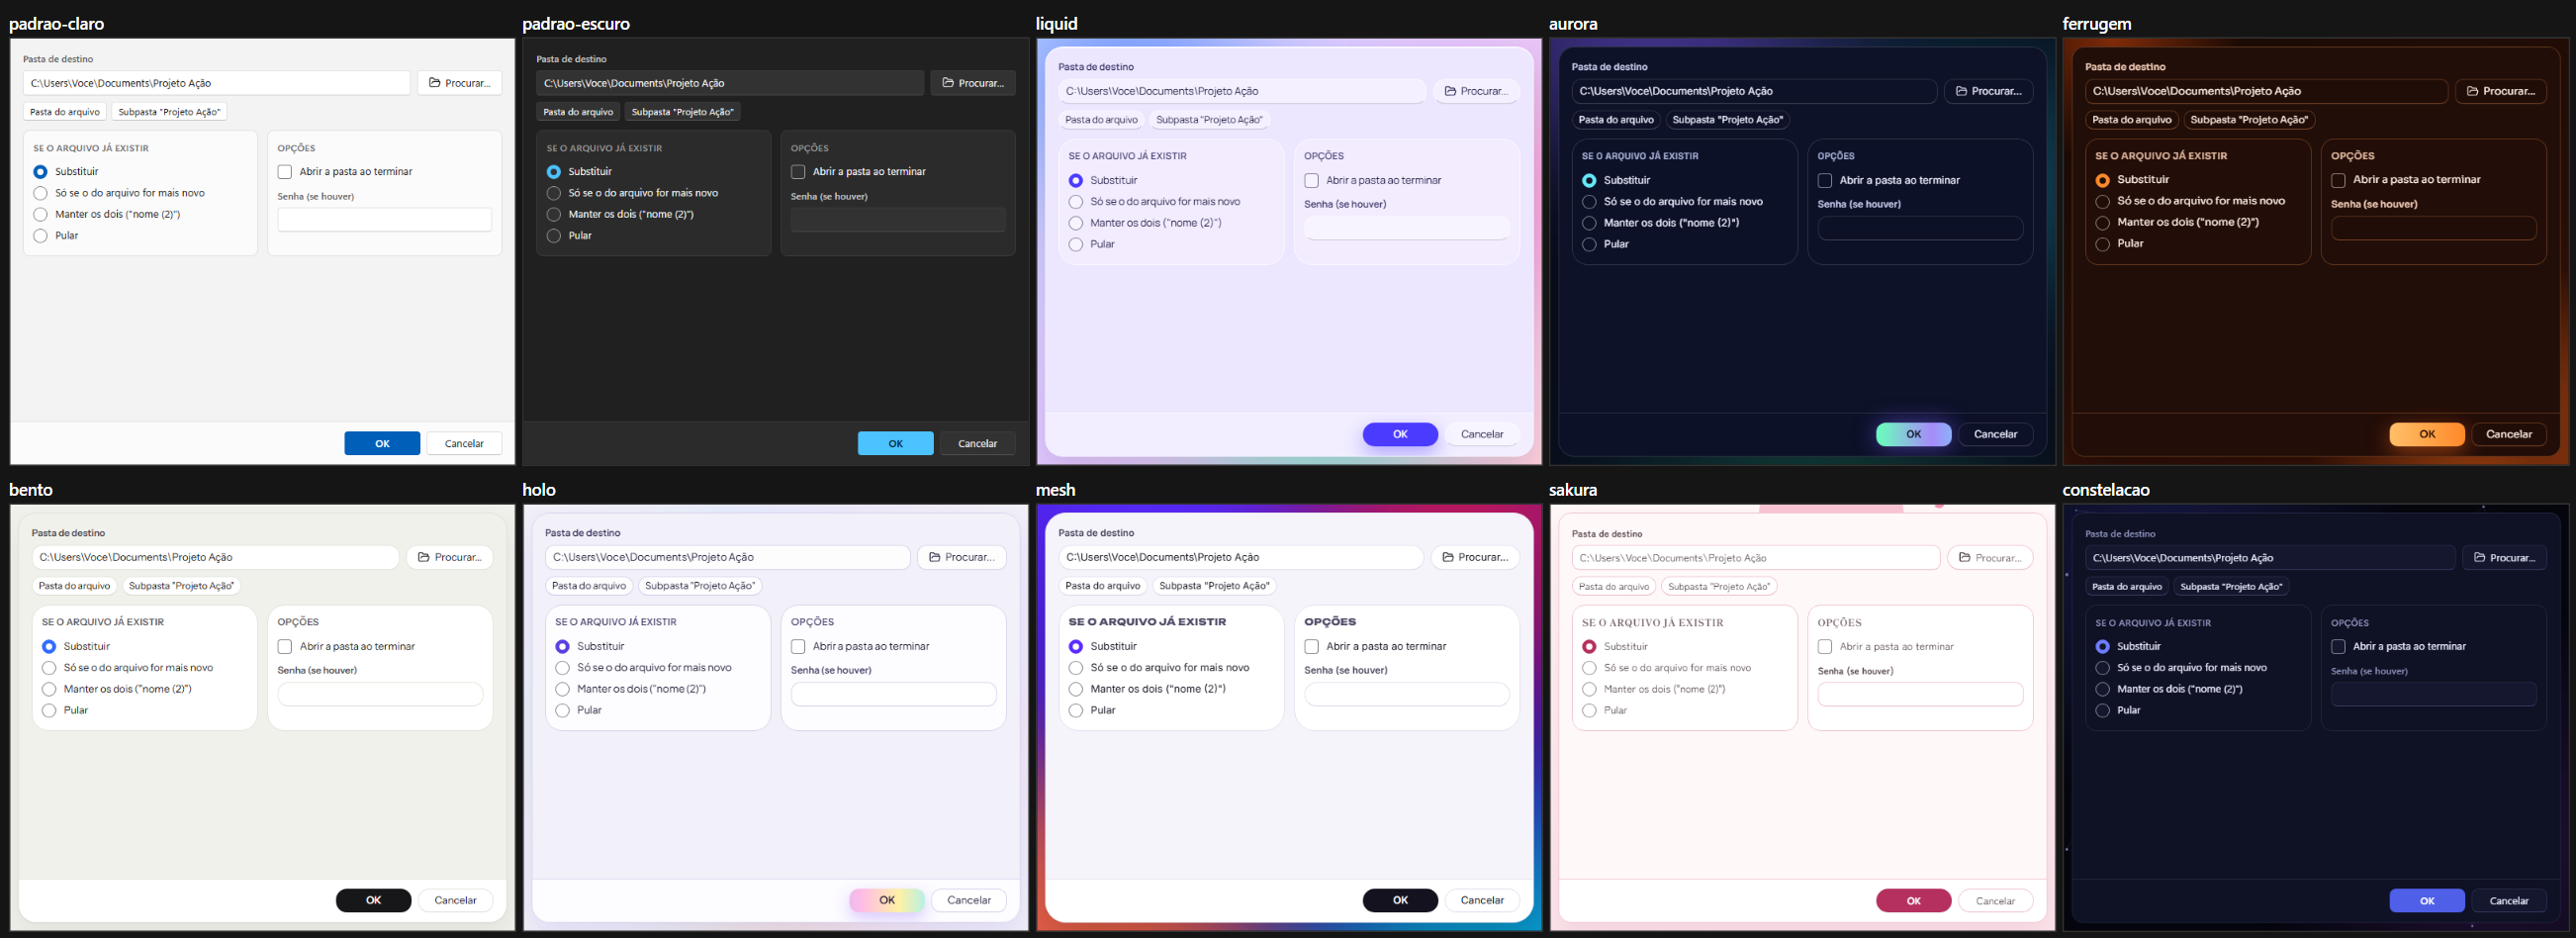 padrao-claro
Pasta de destino
C:\Users\Voce\Documents\Projeto Ação
Procurar...
Pasta do arquivo
Subpasta "Projeto Ação"
SE O ARQUIVO JÁ EXISTIR
Substituir
Só se o do arquivo for mais novo
Manter os dois ("nome (2)")
Pular
OPÇÕES
Abrir a pasta ao terminar
Senha (se houver)
OK
Cancelar
padrao-escuro
Pasta de destino
C:\Users\Voce\Documents\Projeto Ação
Procurar...
Pasta do arquivo
Subpasta "Projeto Ação"
SE O ARQUIVO JÁ EXISTIR
Substituir
Só se o do arquivo for mais novo
Manter os dois ("nome (2)")
Pular
OPÇÕES
Abrir a pasta ao terminar
Senha (se houver)
OK
Cancelar
liquid
Pasta de destino
C:\Users\Voce\Documents\Projeto Ação
Procurar...
Pasta do arquivo
Subpasta "Projeto Ação"
SE O ARQUIVO JÁ EXISTIR
Substituir
Só se o do arquivo for mais novo
Manter os dois ("nome (2)")
Pular
OPÇÕES
Abrir a pasta ao terminar
Senha (se houver)
OK
Cancelar
aurora
Pasta de destino
C:\Users\Voce\Documents\Projeto Ação
Procurar...
Pasta do arquivo
Subpasta "Projeto Ação"
SE O ARQUIVO JÁ EXISTIR
Substituir
Só se o do arquivo for mais novo
Manter os dois ("nome (2)")
Pular
OPÇÕES
Abrir a pasta ao terminar
Senha (se houver)
OK
Cancelar
ferrugem
Pasta de destino
C:\Users\Voce\Documents\Projeto Ação
Procurar...
Pasta do arquivo
Subpasta "Projeto Ação"
SE O ARQUIVO JÁ EXISTIR
Substituir
Só se o do arquivo for mais novo
Manter os dois ("nome (2)")
Pular
OPÇÕES
Abrir a pasta ao terminar
Senha (se houver)
OK
Cancelar
bento
Pasta de destino
C:\Users\Voce\Documents\Projeto Ação
Procurar...
Pasta do arquivo
Subpasta "Projeto Ação"
SE O ARQUIVO JÁ EXISTIR
Substituir
Só se o do arquivo for mais novo
Manter os dois ("nome (2)")
Pular
OPÇÕES
Abrir a pasta ao terminar
Senha (se houver)
OK
Cancelar
holo
Pasta de destino
C:\Users\Voce\Documents\Projeto Ação
Procurar...
Pasta do arquivo
Subpasta "Projeto Ação"
SE O ARQUIVO JÁ EXISTIR
Substituir
Só se o do arquivo for mais novo
Manter os dois ("nome (2)")
Pular
OPÇÕES
Abrir a pasta ao terminar
Senha (se houver)
OK
Cancelar
mesh
Pasta de destino
C:\Users\Voce\Documents\Projeto Ação
Procurar...
Pasta do arquivo
Subpasta "Projeto Ação"
SE O ARQUIVO JÁ EXISTIR
Substituir
Só se o do arquivo for mais novo
Manter os dois ("nome (2)")
Pular
OPÇÕES
Abrir a pasta ao terminar
Senha (se houver)
OK
Cancelar
sakura
Pasta de destino
C:\Users\Voce\Documents\Projeto Ação
Procurar...
Pasta do arquivo
Subpasta "Projeto Ação"
SE O ARQUIVO JÁ EXISTIR
Substituir
Só se o do arquivo for mais novo
Manter os dois ("nome (2)")
Pular
OPÇÕES
Abrir a pasta ao terminar
Senha (se houver)
OK
Cancelar
constelacao
Pasta de destino
C:\Users\Voce\Documents\Projeto Ação
Procurar...
Pasta do arquivo
Subpasta "Projeto Ação"
SE O ARQUIVO JÁ EXISTIR
Substituir
Só se o do arquivo for mais novo
Manter os dois ("nome (2)")
Pular
OPÇÕES
Abrir a pasta ao terminar
Senha (se houver)
OK
Cancelar